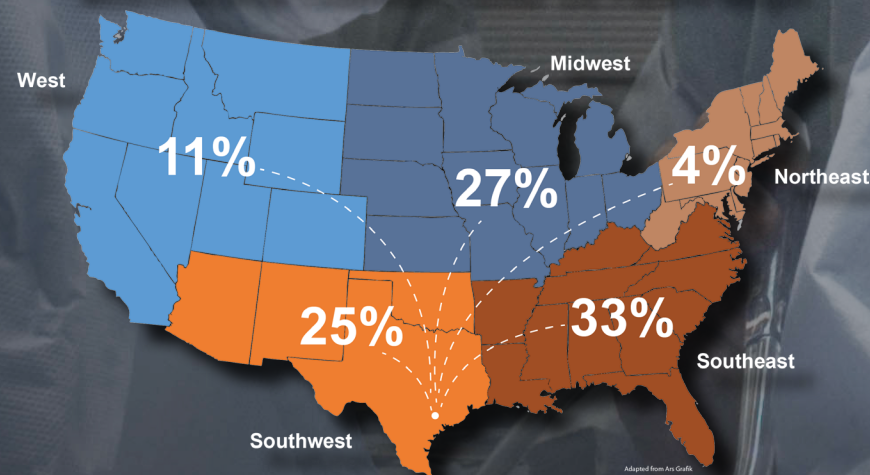 Midwest
West
11%
27%
4%
Northeast
25%
33%
Southeast
Southwest
Adapted from Ars Grafik